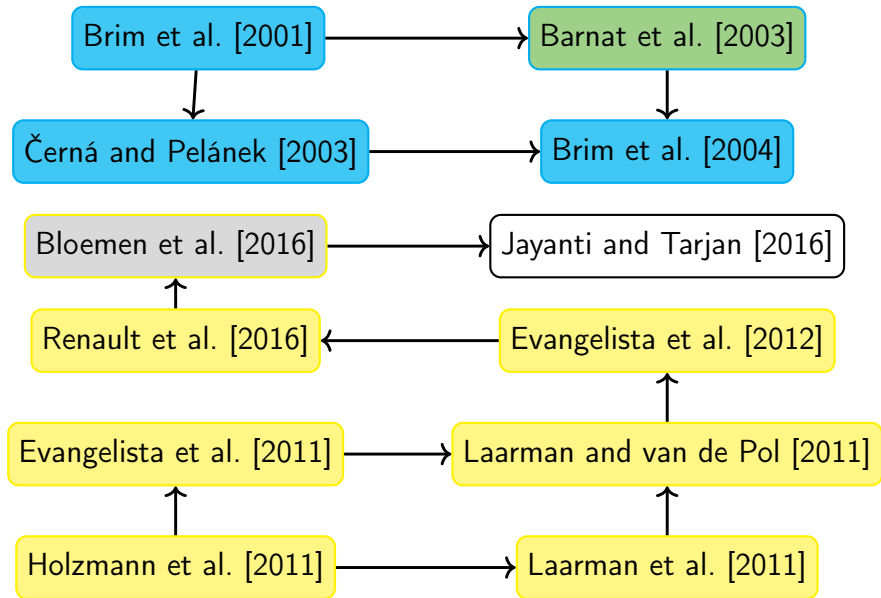 Brim et al. [2001]
Barnat et al. [2003]
Černá and Pelánek [2003]
Brim et al. [2004]
Bloemen et al. [2016]
Jayanti and Tarjan [2016]
Renault et al. [2016]
Evangelista et al. [2012]
Evangelista et al. [2011]
Laarman and van de Pol [2011]
Holzmann et al. [2011]
Laarman et al. [2011]